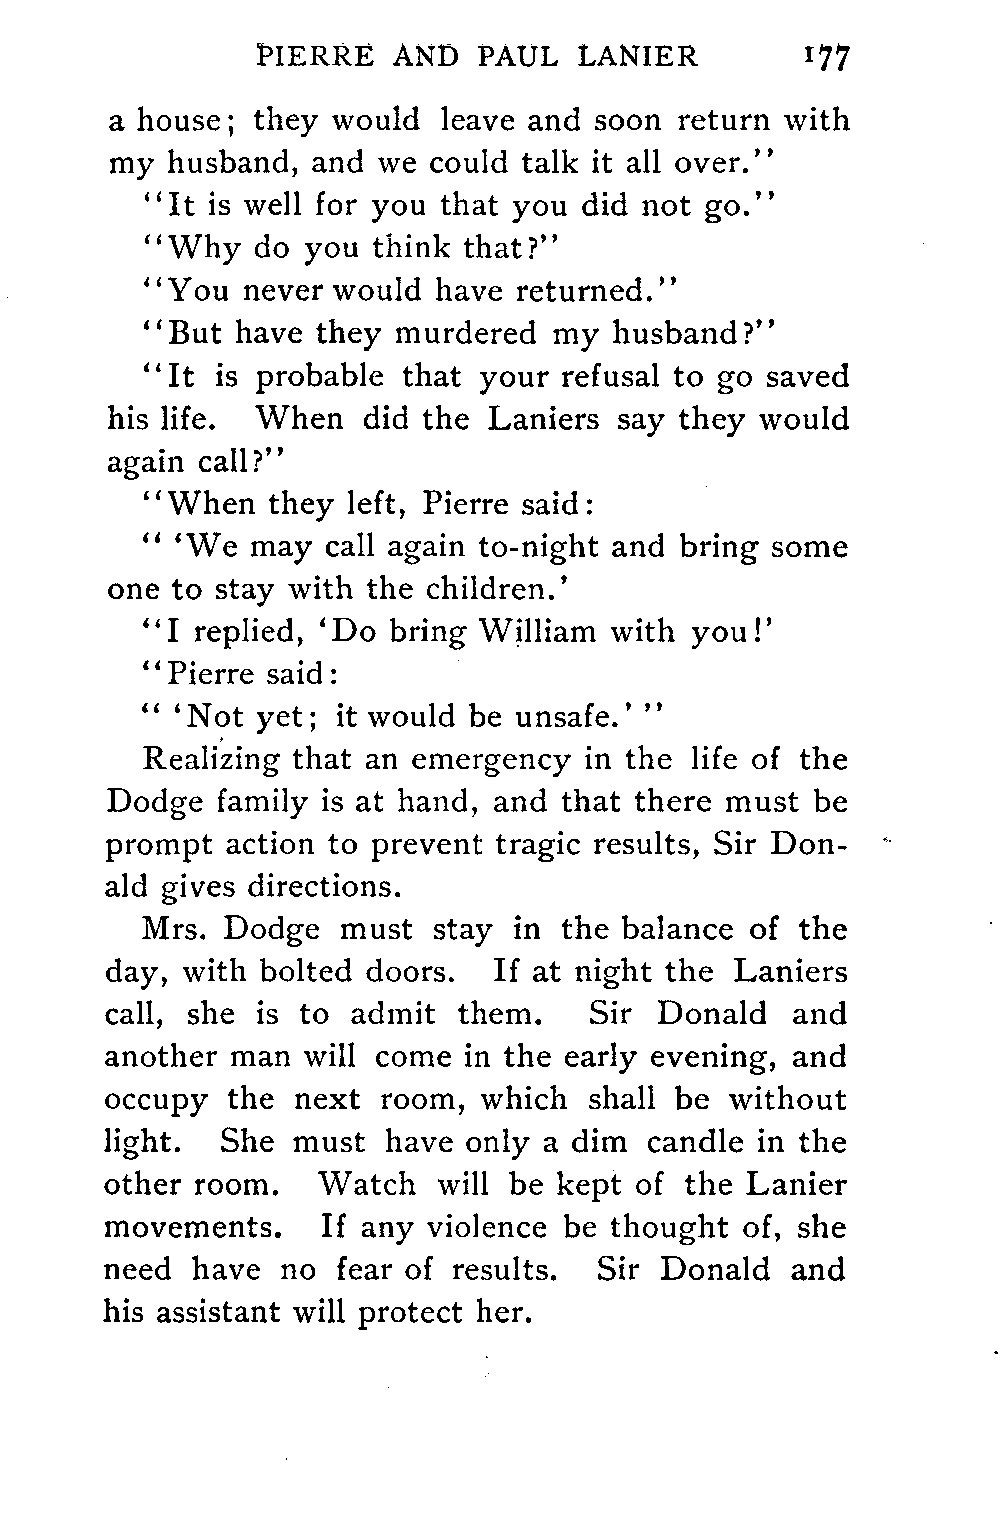 PIERRE AND PAUL LANIER 177
a house; they would leave and soon return with
my husband, and we could talk it all over.''
"It is well for you that you did not go.''
"Why do you think that?''
"You never would have returned.''
"But have they murdered my husband?''
"It is probable that your refusal to go saved
his life. When did the Laniers say they would
again call?''
"When they left, Pierre said:
" 'We may call again to-night and bring some
one to stay with the children.'
"I replied, 'Do bring William with you!'
"Pierre said:
" 'Not yet; it would be unsafe.' ''
Realizing that an emergency in the life of the
Dodge family is at hand, and that there must be
prompt action to prevent tragic results, Sir Don-
ald gives directions.
Mrs. Dodge must stay in the balance of the
day, with bolted doors. If at night the Laniers
call, she is to admit them. Sir Donald and
another man will come in the early evening, and
occupy the next room, which shall be without
light. She must have only a dim candle in the
other room. Watch will be kept of the Lanier
movements. If any violence be thought of, she
need have no fear of results. Sir Donald and
his assistant will protect her.